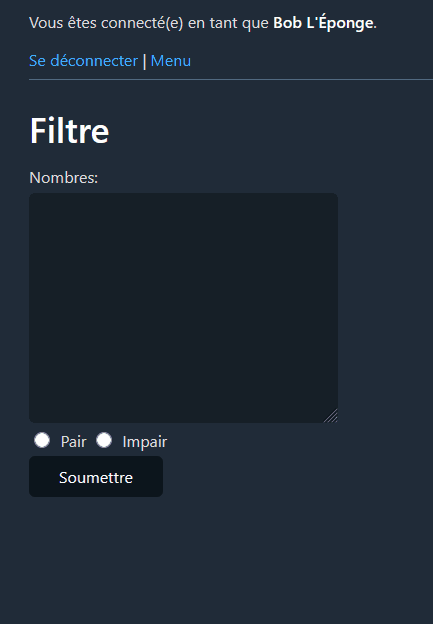 Vous êtes connecté(e) en tant que Bob L'Éponge.
Se déconnecter | Menu
Filtre
Nombres:
Pair Impair
Soumettre